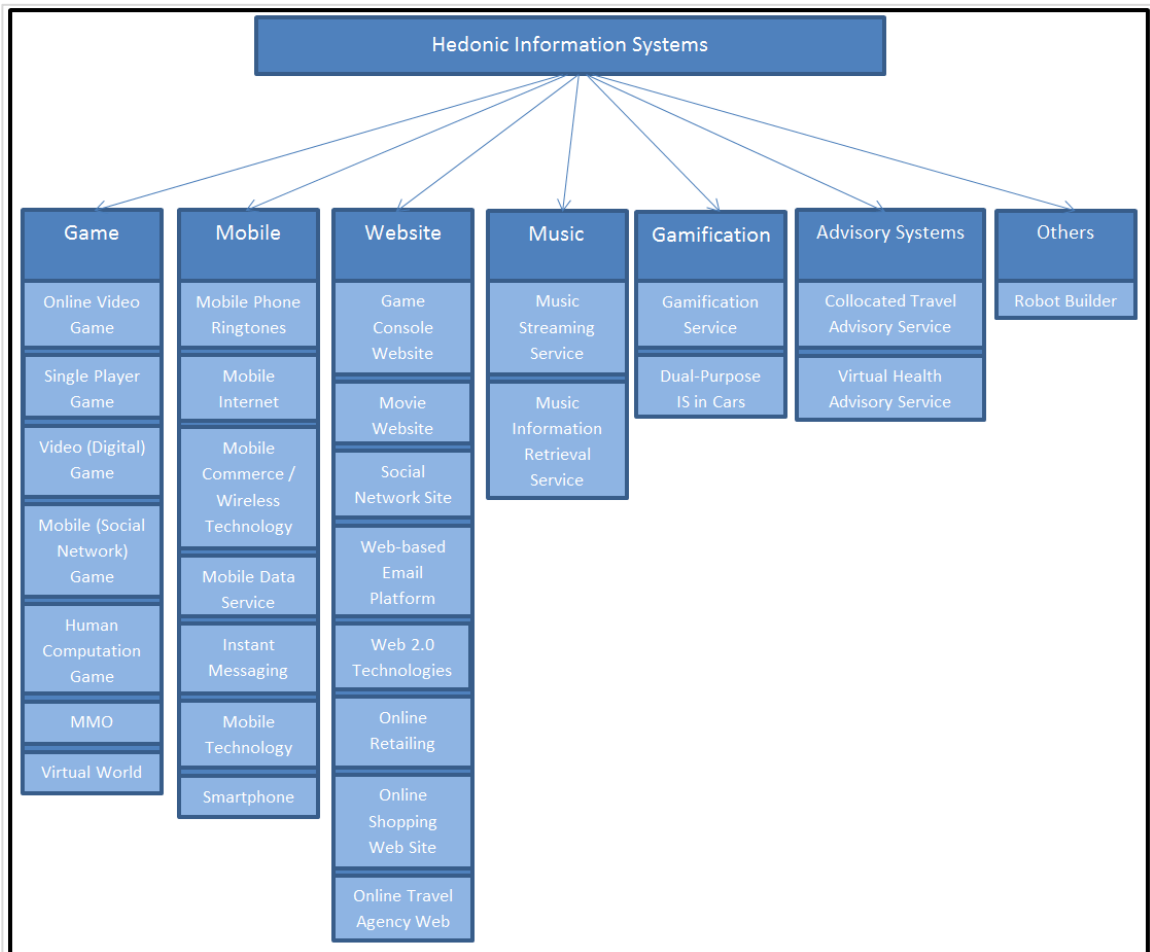 Hedonic Information Systems
Game
Online Video
Game
Single Player
Game
Video (Digital)
Game
Mobile (Social
Network)
Game
Human
Computation
Game
MMO
Virtual World
Mobile
Mobile Phone
Ringtones
Mobile
Internet
Mobile
Commerce /
Wireless
Technology
Mobile Data
Service
Instant
Messaging
Mobile
Technology
Smartphone
Website
Game
Console
Website
Movie
Website
Social
Network Site
Web-based
Email
Platform
Web 2.0
Technologies
Online
Retailing
Online
Shopping
Web Site
Online Travel
Agency Web
Music
Music
Streaming
Service
Music
Information
Retrieval
Service
Gamification
Gamification
Service
Dual-Purpose
IS in Cars
Advisory Systems
Collocated Travel
Advisory Service
Virtual Health
Advisory Service
Others
Robot Builder